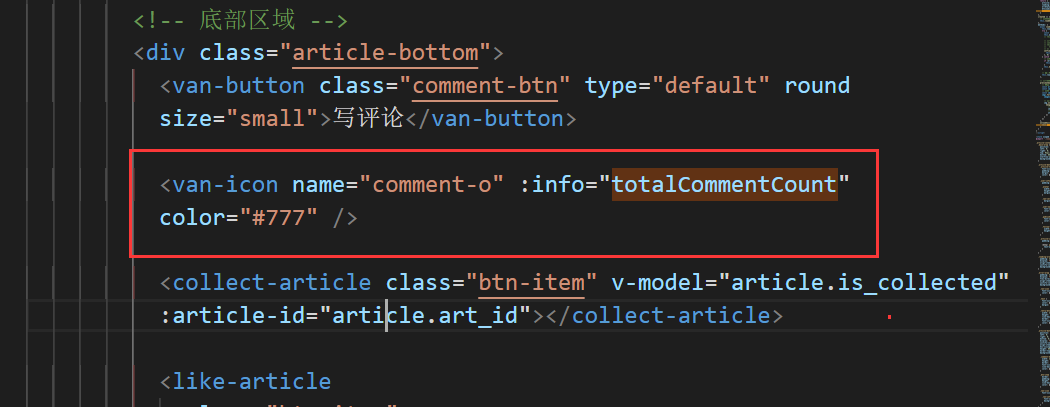 <!-- 底部区域 -->
<div class="article-bottom">
<van-button class="comment-btn" type="default" round
size="small">写评论</van-button>
<van-icon name="comment-o" :info="totalCommentCount"
color="#777" />
<collect-article class="btn-item" v-model="article.is_collected"
:article-id="article.art_id"></collect-article>
<like-article